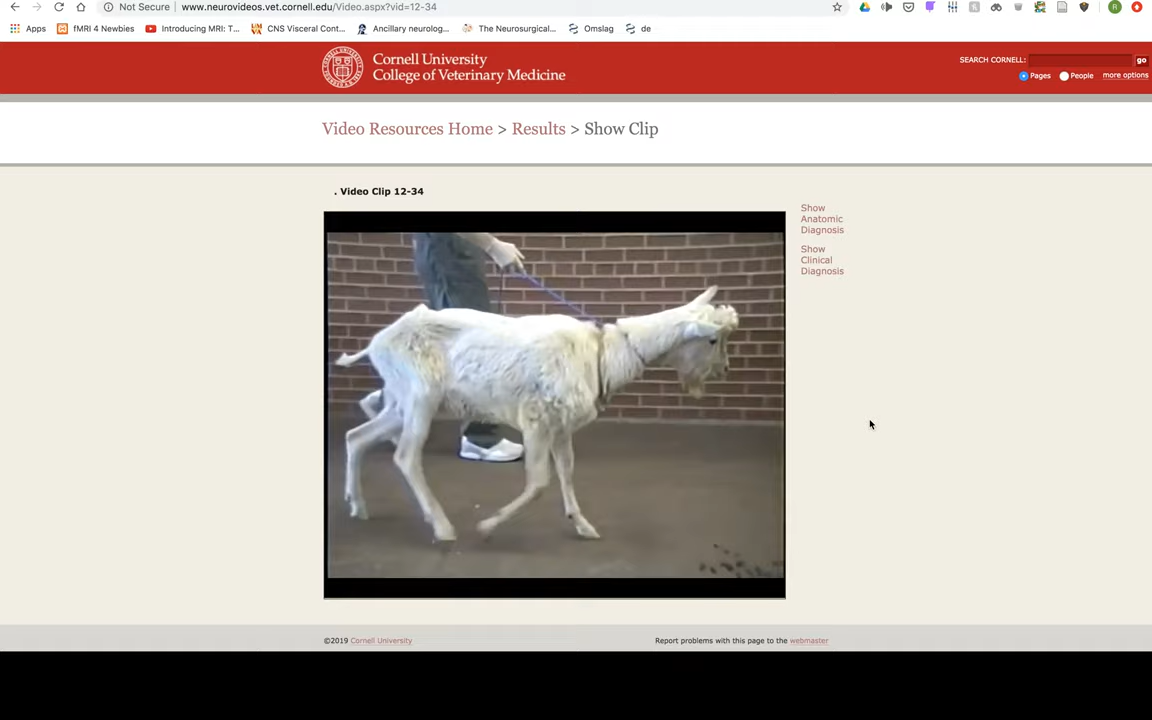 Not Secure
www.neurovideos.vet.cornell.edu/Video.aspx?vid=12-34
R
Apps
fMRI 4 Newbies
Introducing MRI: T...
CNS Visceral Cont...
Ancillary neurolog...
The Neurosurgical...
Omslag
de
Cornell University
College of Veterinary Medicine
SEARCH CORNELL:
go
Pages
People
more options
Video Resources Home > Results > Show Clip
. Video Clip 12-34
Show
Anatomic
Diagnosis
Show
Clinical
Diagnosis
©2019 Cornell University
Report problems with this page to the webmaster